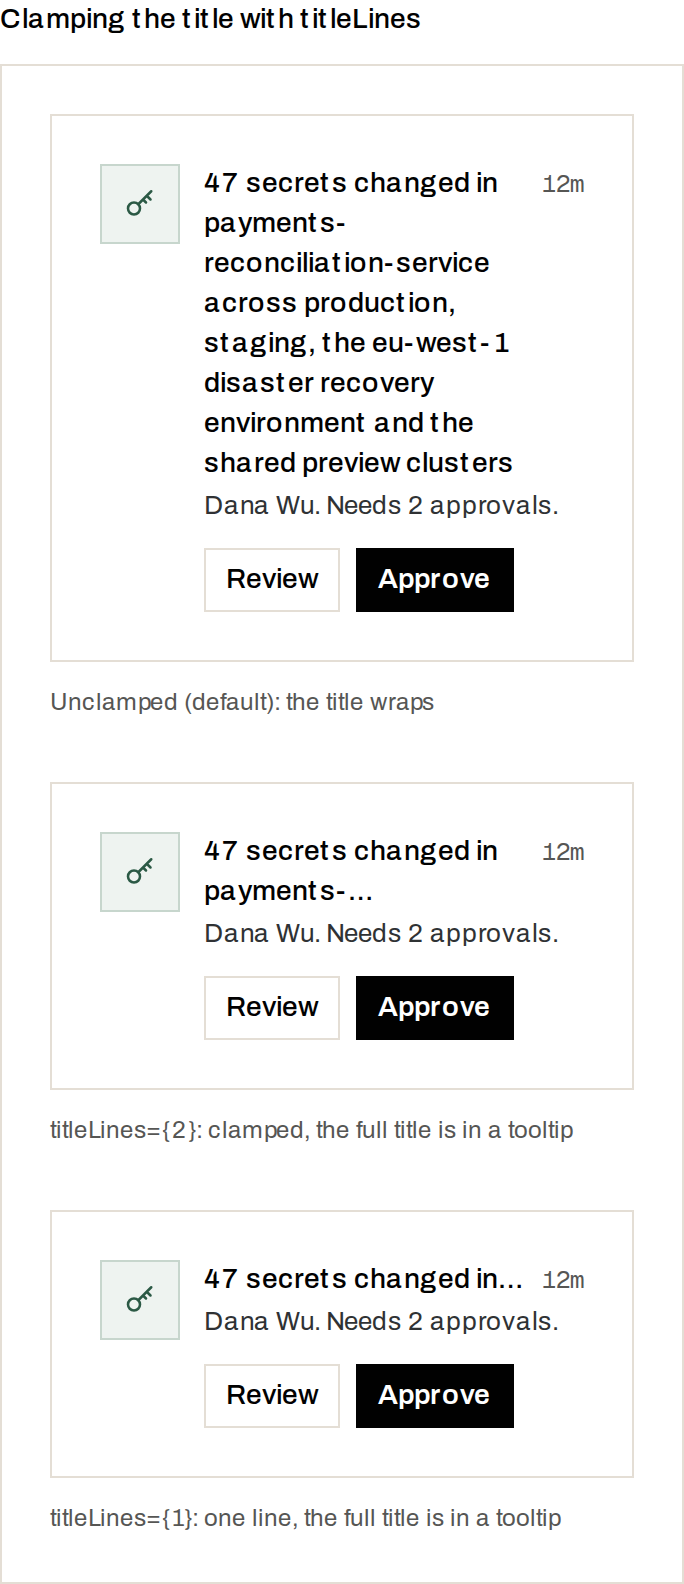 Clamping the title with titleLines
47 secrets changed in 12m
payments-
reconciliation-service
across production,
staging, the eu-west-1
disaster recovery
environment and the
shared preview clusters
Dana Wu. Needs 2 approvals.
Review Approve
Unclamped (default): the title wraps
47 secrets changed in 12m
payments-...
Dana Wu. Needs 2 approvals.
Review Approve
titleLines={2}: clamped, the full title is in a tooltip
47 secrets changed in... 12m
Dana Wu. Needs 2 approvals.
Review Approve
titleLines={1}: one line, the full title is in a tooltip